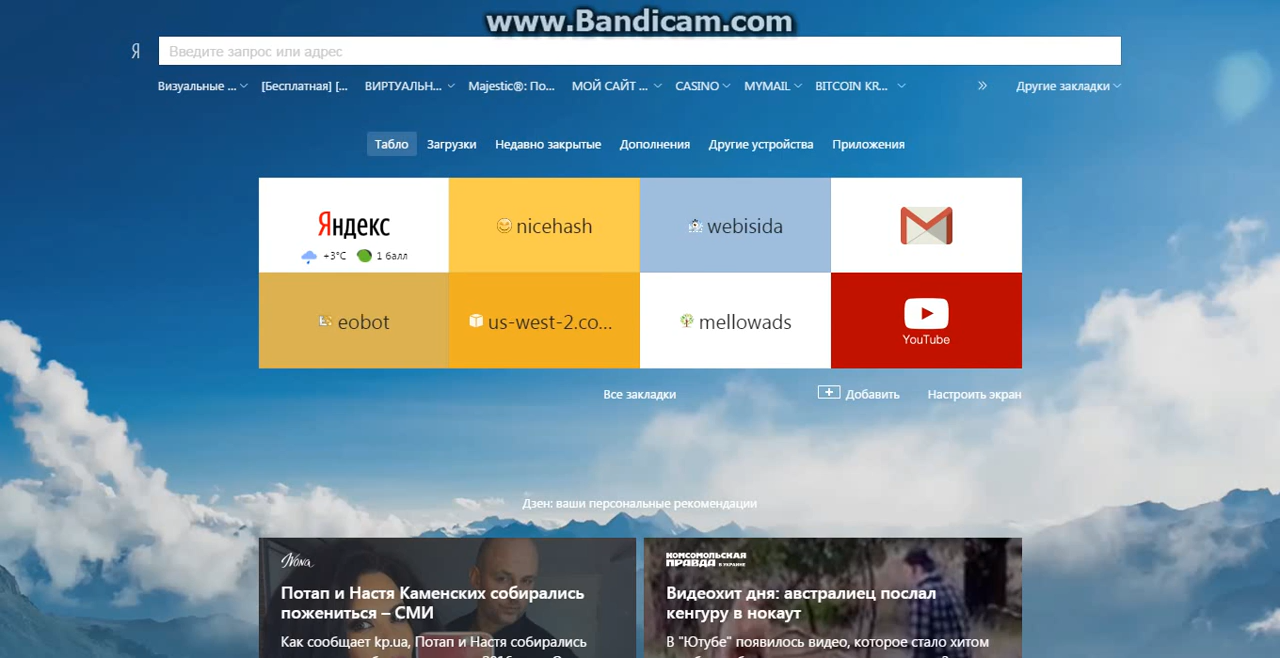 www.Bandicam.com
Я
Введите запрос или адрес
Визуальные ... [Бесплатная] [... ВИРТУАЛЬН... Majestic®: По... МОЙ САЙТ ... CASINO MYMAIL BITCOIN KR... » Другие закладки
Табло Загрузки Недавно закрытые Дополнения Другие устройства Приложения
Яндекс
+3°C 1 балл
nicehash
webisida
eobot
us-west-2.co...
mellowads
YouTube
Все закладки Добавить Настроить экран
Дзен: ваши персональные рекомендации
Nona
Потап и Настя Каменских собирались
пожениться – СМИ
Как сообщает kp.ua, Потап и Настя собирались
КОМСОМОЛЬСКАЯ
ПРАВДА В УКРАИНЕ
Видеохит дня: австралиец послал
кенгуру в нокаут
В "Ютубе" появилось видео, которое стало хитом